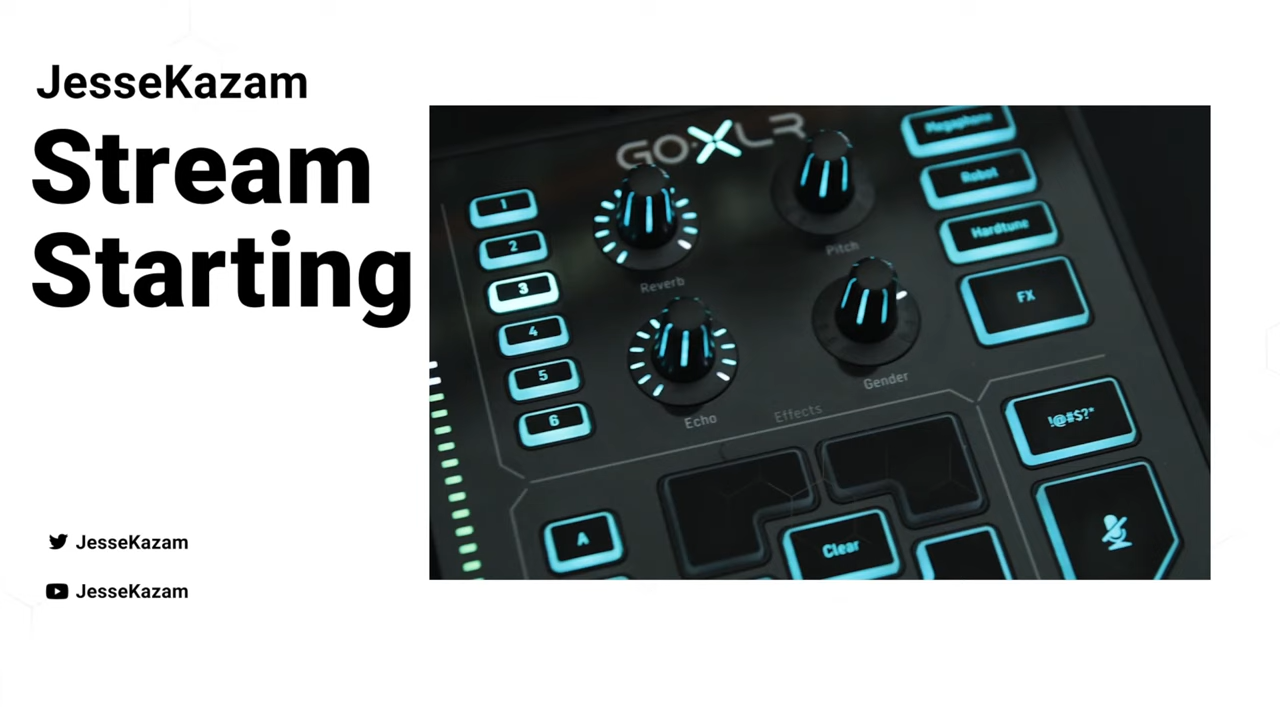 JesseKazam
Stream
Starting
JesseKazam
JesseKazam
GO XLR
1
2
3
4
5
6
Reverb
Pitch
Echo
Gender
Effects
Megaphone
Robot
Hardtune
FX
!@#$?*
A
Clear